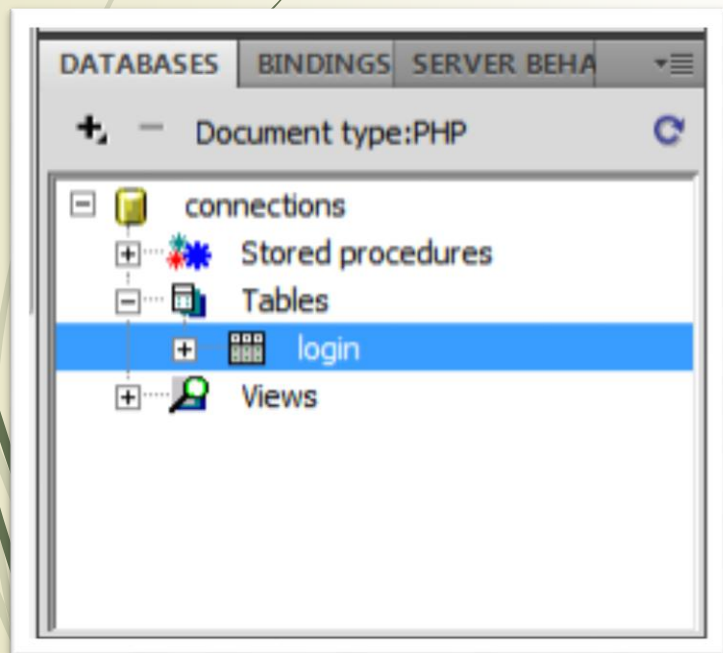 DATABASES BINDINGS SERVER BEHA
Document type:PHP
connections
Stored procedures
Tables
login
Views